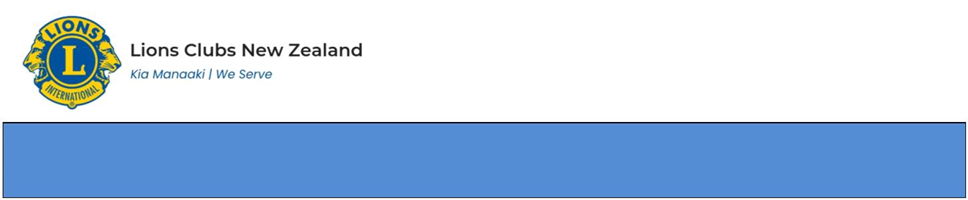 LIONS
L
INTERNATIONAL
®
Lions Clubs New Zealand
Kia Manaaki | We Serve